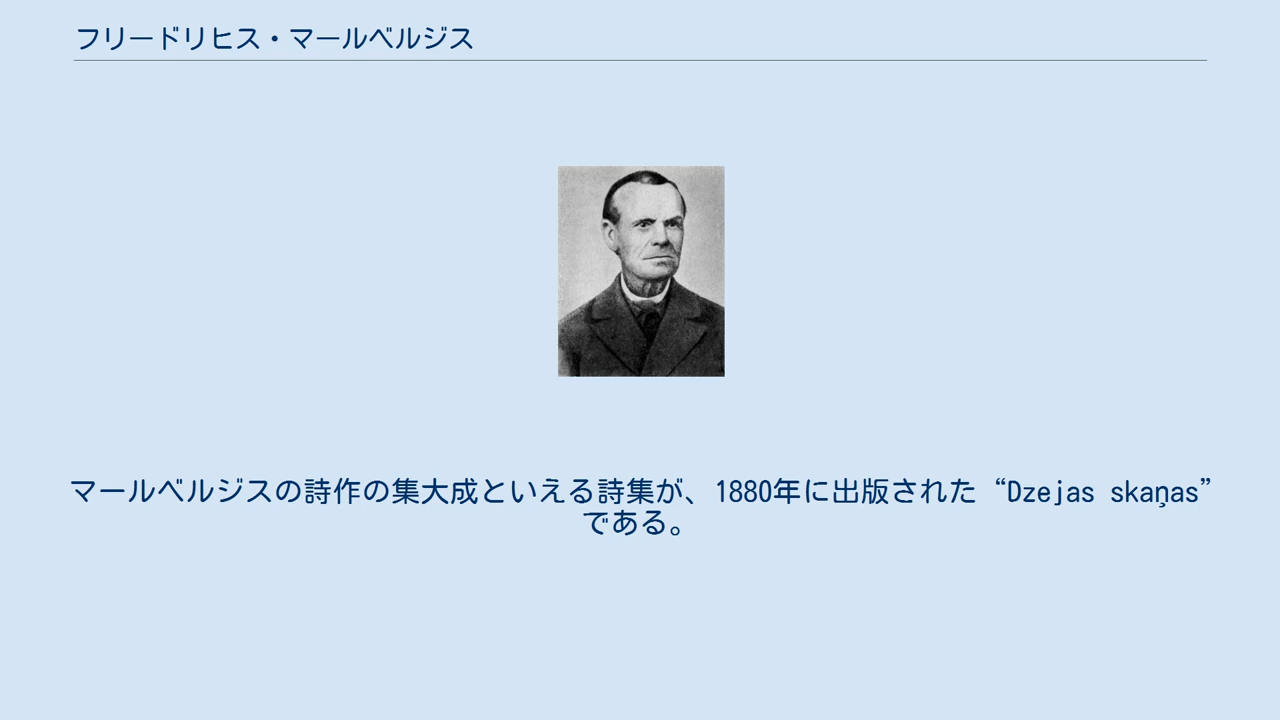 フリードリヒス・マールベルジス
マールベルジスの詩作の集大成といえる詩集が、1880年に出版された“Dzejas skaņas”
である。